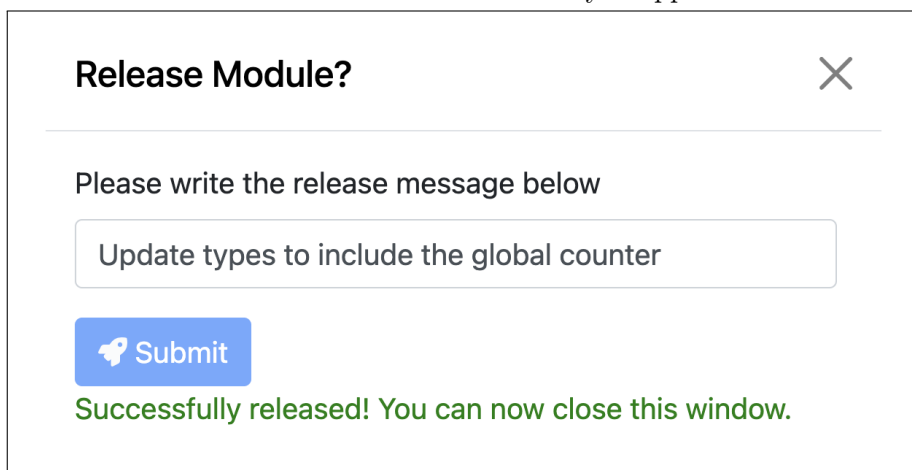 Release Module?
Please write the release message below
Update types to include the global counter
Submit
Successfully released! You can now close this window.